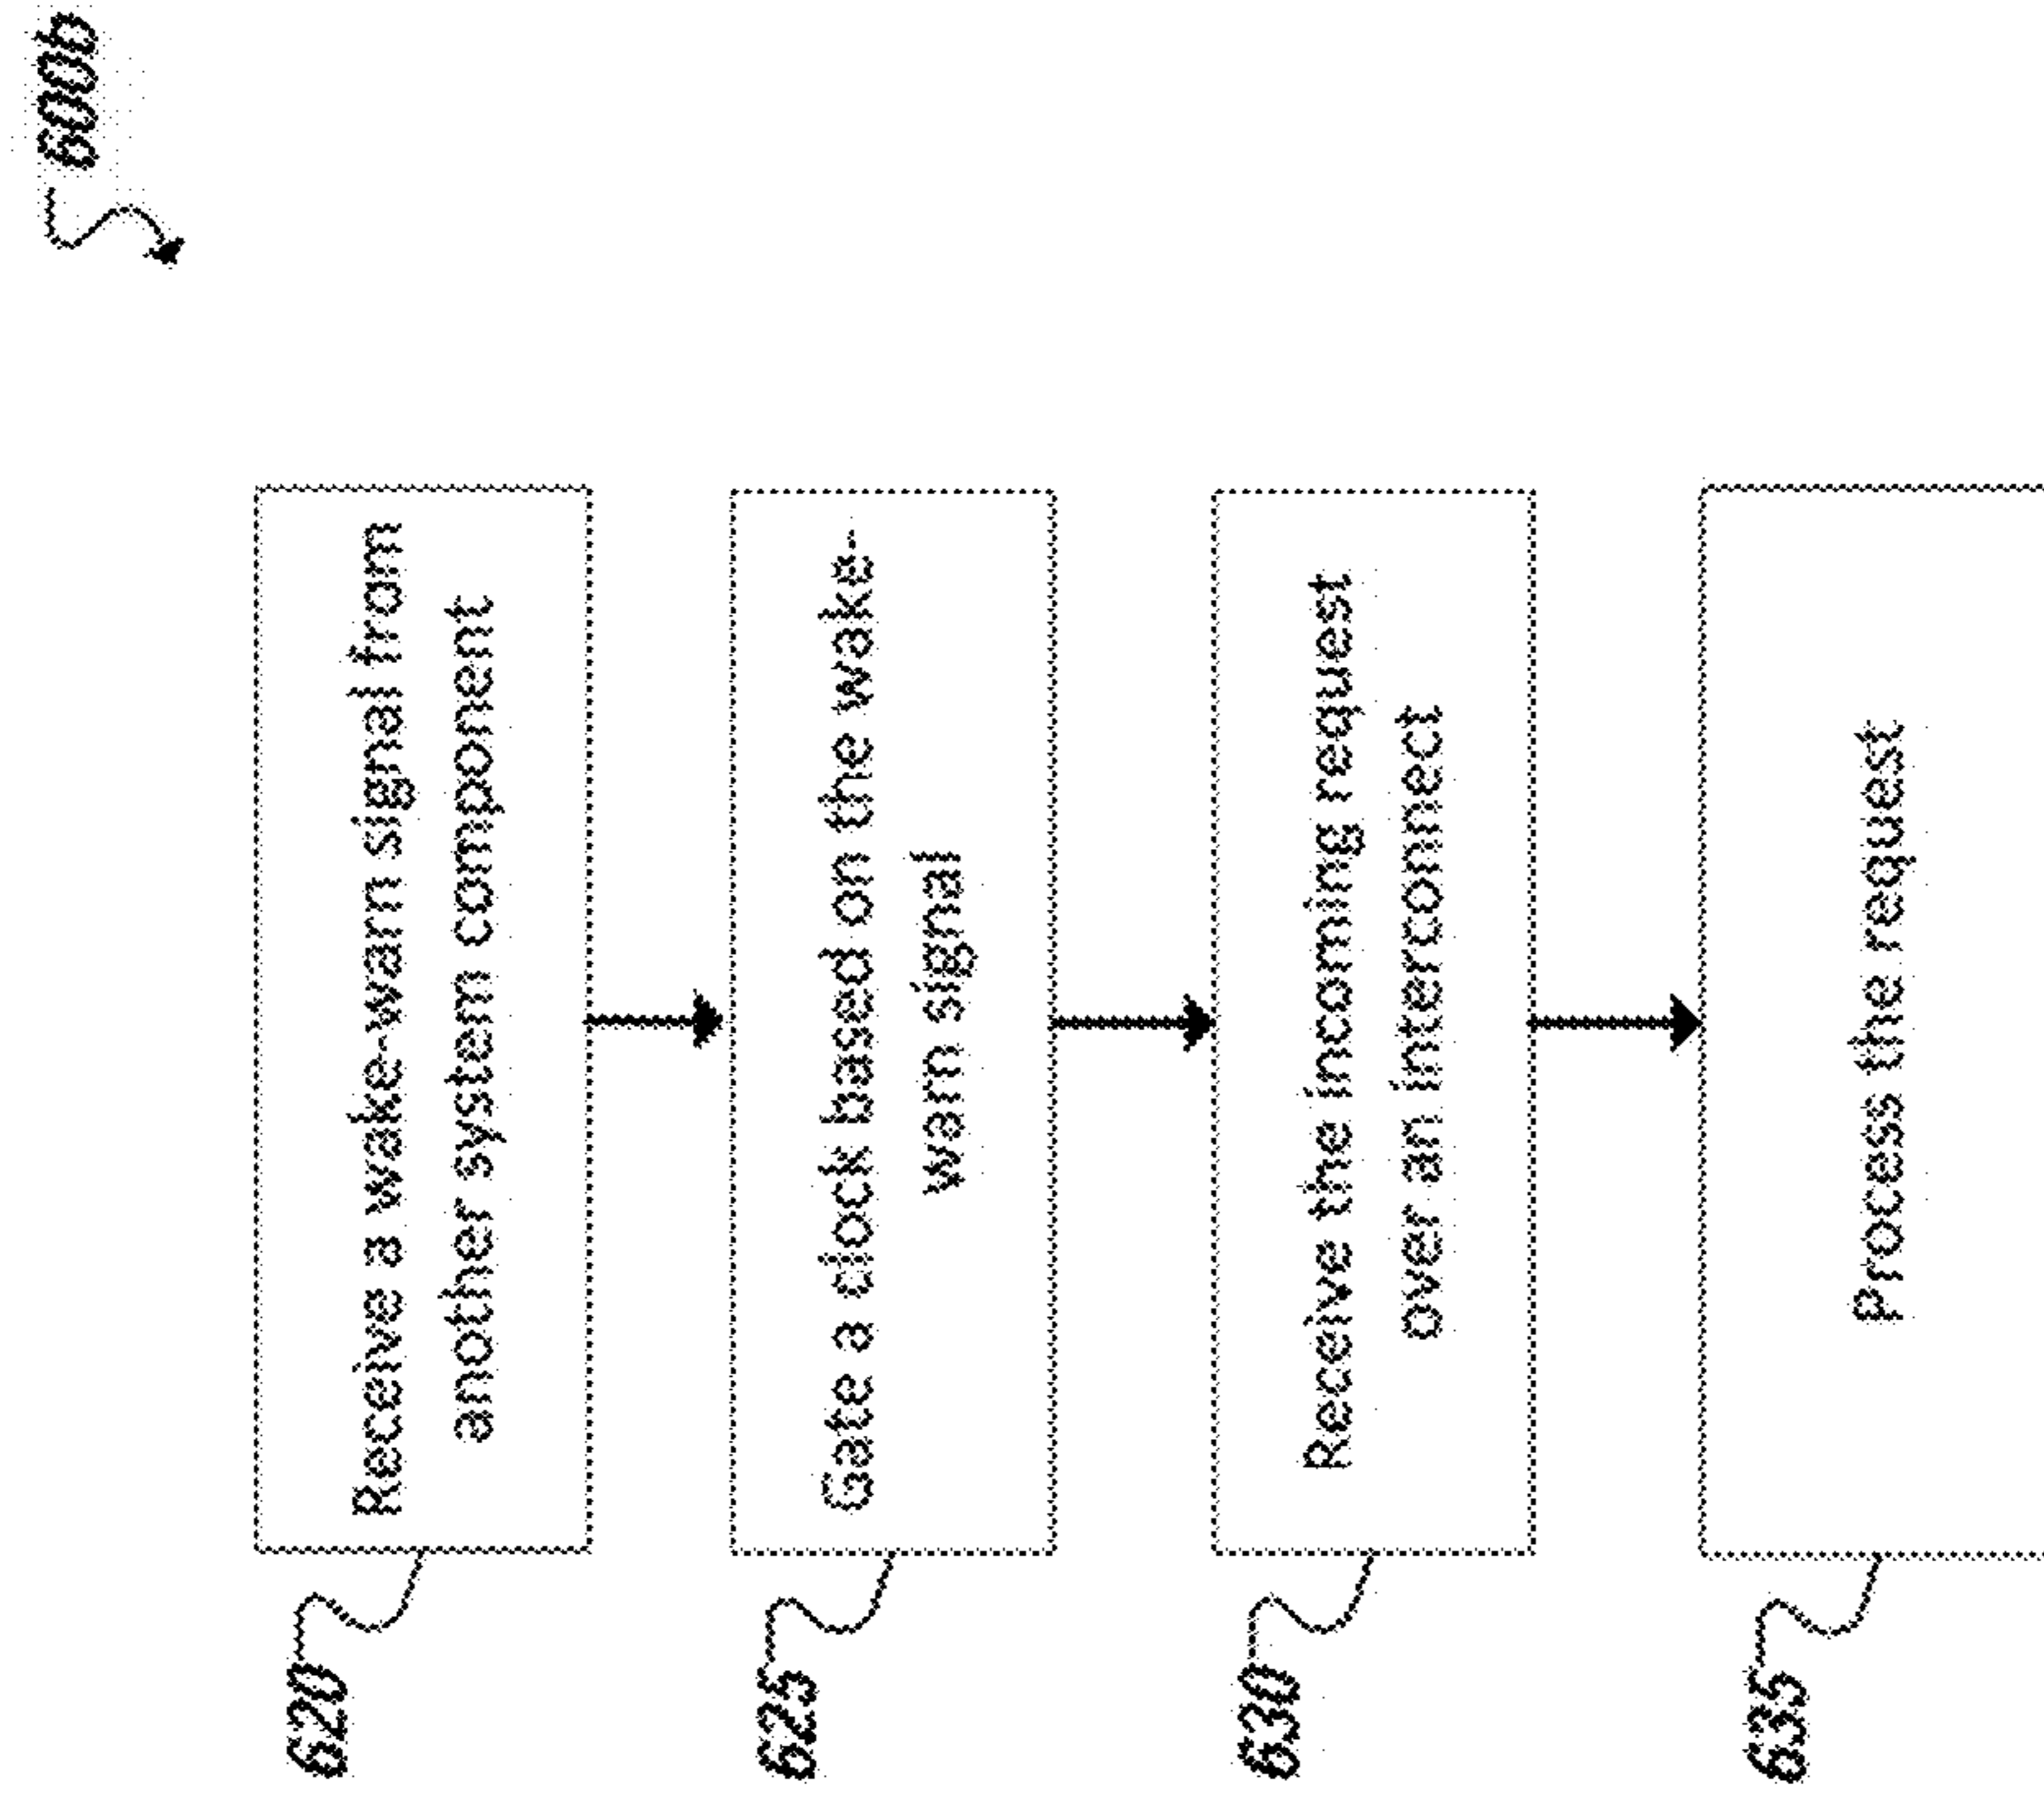 600b
620
Receive a wake-warn signal from
another system component
625
Gate a clock based on the wake-
warn signal
630
Receive the incoming request
over an interconnect
635
Process the request